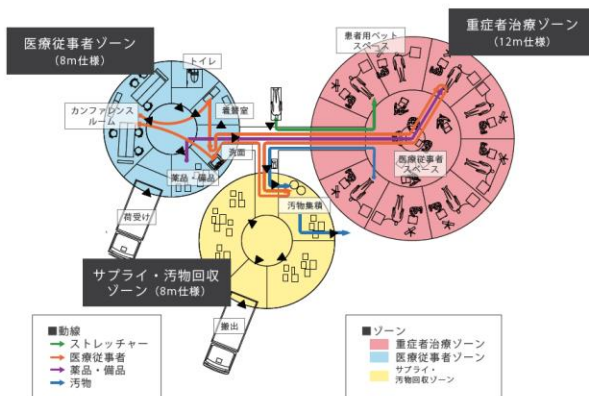 医療従事者ゾーン
(8m仕様)
トイレ
着替室
カンファレンス
ルーム
洗面
薬品・備品
荷受け
重症者治療ゾーン
(12m仕様)
患者用ベット
スペース
医療従事者
スペース
汚物集積
サプライ・汚物回収
ゾーン(8m仕様)
搬出
■動線
ストレッチャー
医療従事者
薬品・備品
汚物
■ゾーン
重症者治療ゾーン
医療従事者ゾーン
サプライ・
汚物回収ゾーン